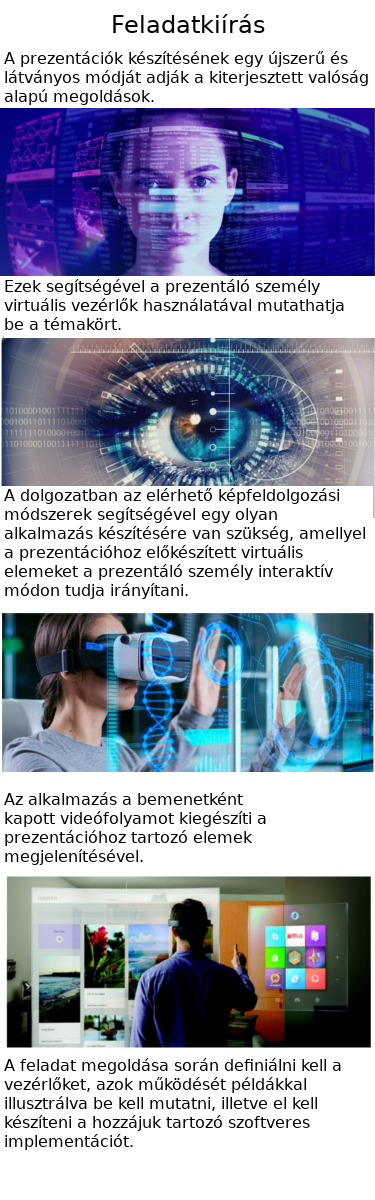 Feladatkiírás
A prezentációk készítésének egy újszerű és
látványos módját adják a kiterjesztett valóság
alapú megoldások.
Ezek segítségével a prezentáló személy
virtuális vezérlők használatával mutathatja
be a témakört.
A dolgozatban az elérhető képfeldolgozási
módszerek segítségével egy olyan
alkalmazás készítésére van szükség, amellyel
a prezentációhoz előkészített virtuális
elemeket a prezentáló személy interaktív
módon tudja irányítani.
Az alkalmazás a bemenetként
kapott videófolyamot kiegészíti a
prezentációhoz tartozó elemek
megjelenítésével.
A feladat megoldása során definiálni kell a
vezérlőket, azok működését példákkal
illusztrálva be kell mutatni, illetve el kell
készíteni a hozzájuk tartozó szoftveres
implementációt.